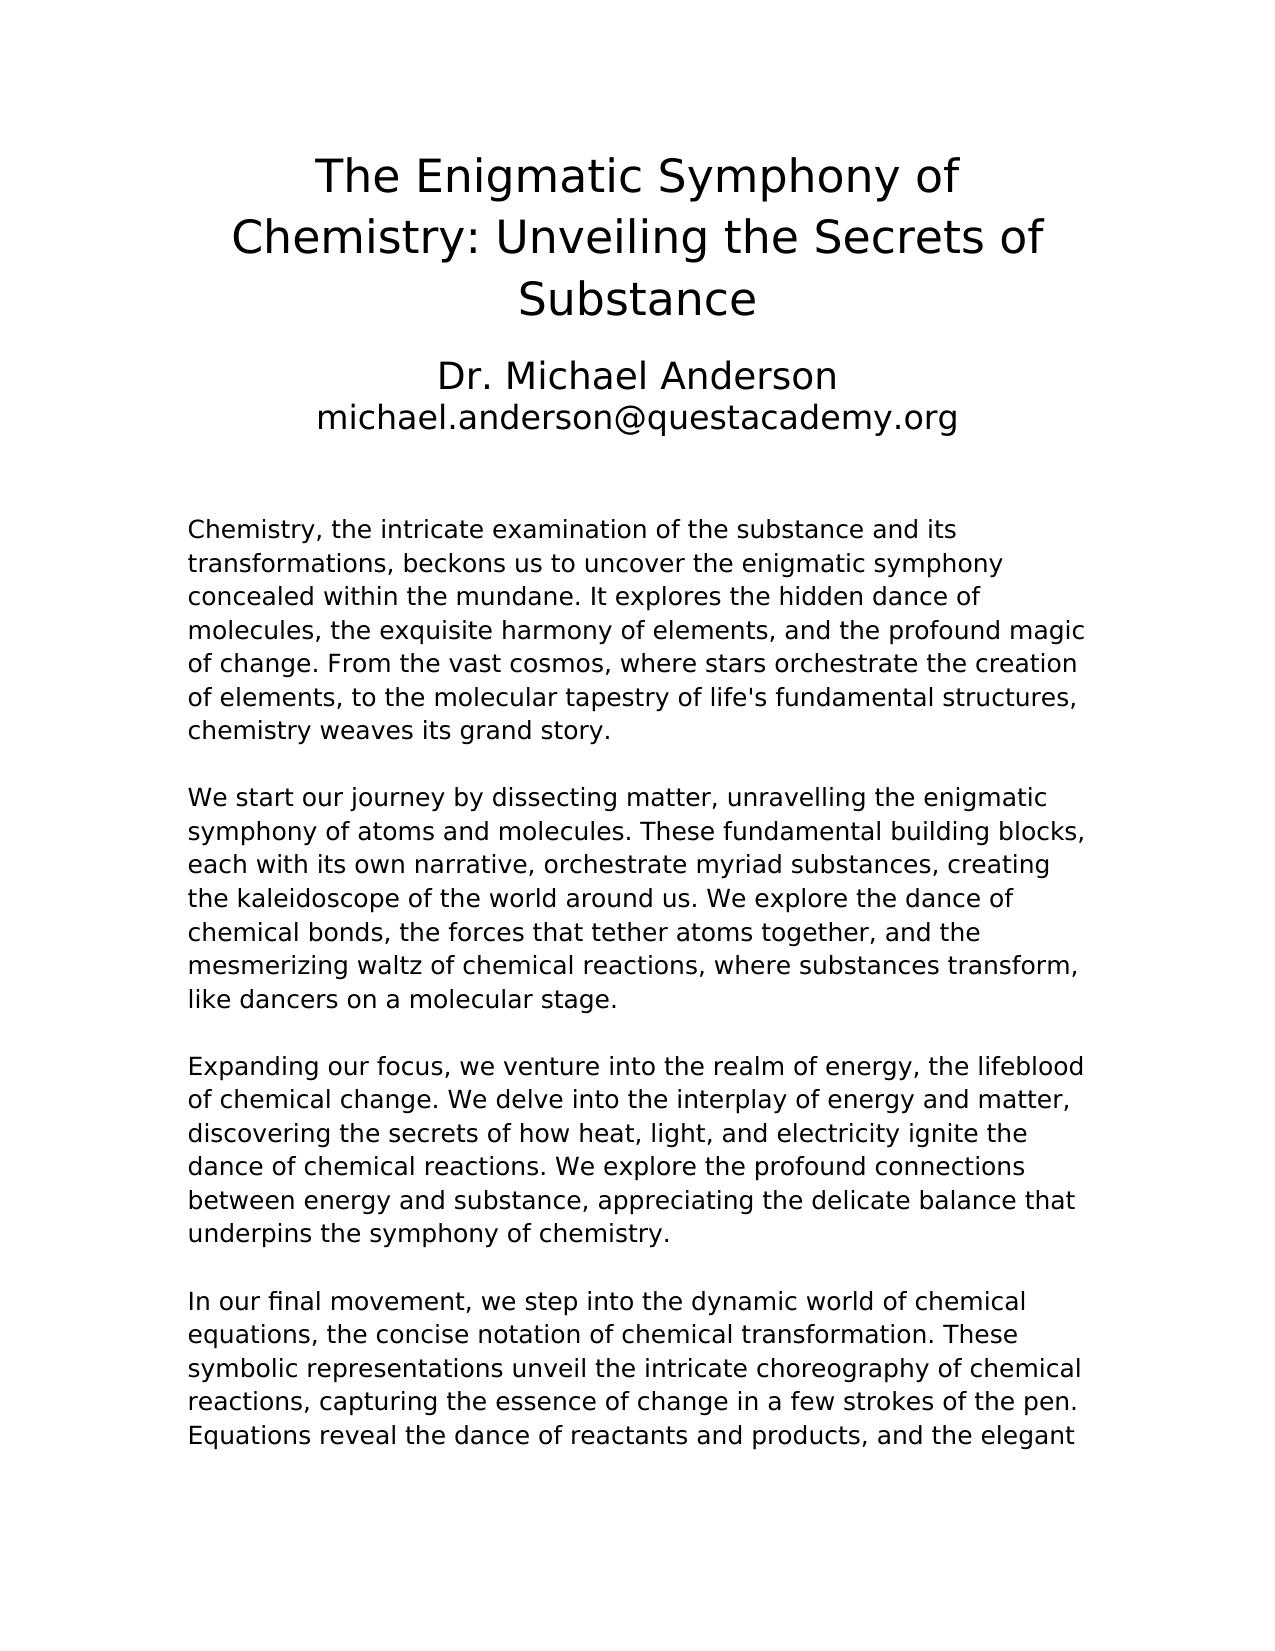 The Enigmatic Symphony of
Chemistry: Unveiling the Secrets of
Substance
Dr. Michael Anderson
michael.anderson@questacademy.org
Chemistry, the intricate examination of the substance and its
transformations, beckons us to uncover the enigmatic symphony
concealed within the mundane. It explores the hidden dance of
molecules, the exquisite harmony of elements, and the profound magic
of change. From the vast cosmos, where stars orchestrate the creation
of elements, to the molecular tapestry of life's fundamental structures,
chemistry weaves its grand story.
We start our journey by dissecting matter, unravelling the enigmatic
symphony of atoms and molecules. These fundamental building blocks,
each with its own narrative, orchestrate myriad substances, creating
the kaleidoscope of the world around us. We explore the dance of
chemical bonds, the forces that tether atoms together, and the
mesmerizing waltz of chemical reactions, where substances transform,
like dancers on a molecular stage.
Expanding our focus, we venture into the realm of energy, the lifeblood
of chemical change. We delve into the interplay of energy and matter,
discovering the secrets of how heat, light, and electricity ignite the
dance of chemical reactions. We explore the profound connections
between energy and substance, appreciating the delicate balance that
underpins the symphony of chemistry.
In our final movement, we step into the dynamic world of chemical
equations, the concise notation of chemical transformation. These
symbolic representations unveil the intricate choreography of chemical
reactions, capturing the essence of change in a few strokes of the pen.
Equations reveal the dance of reactants and products, and the elegant